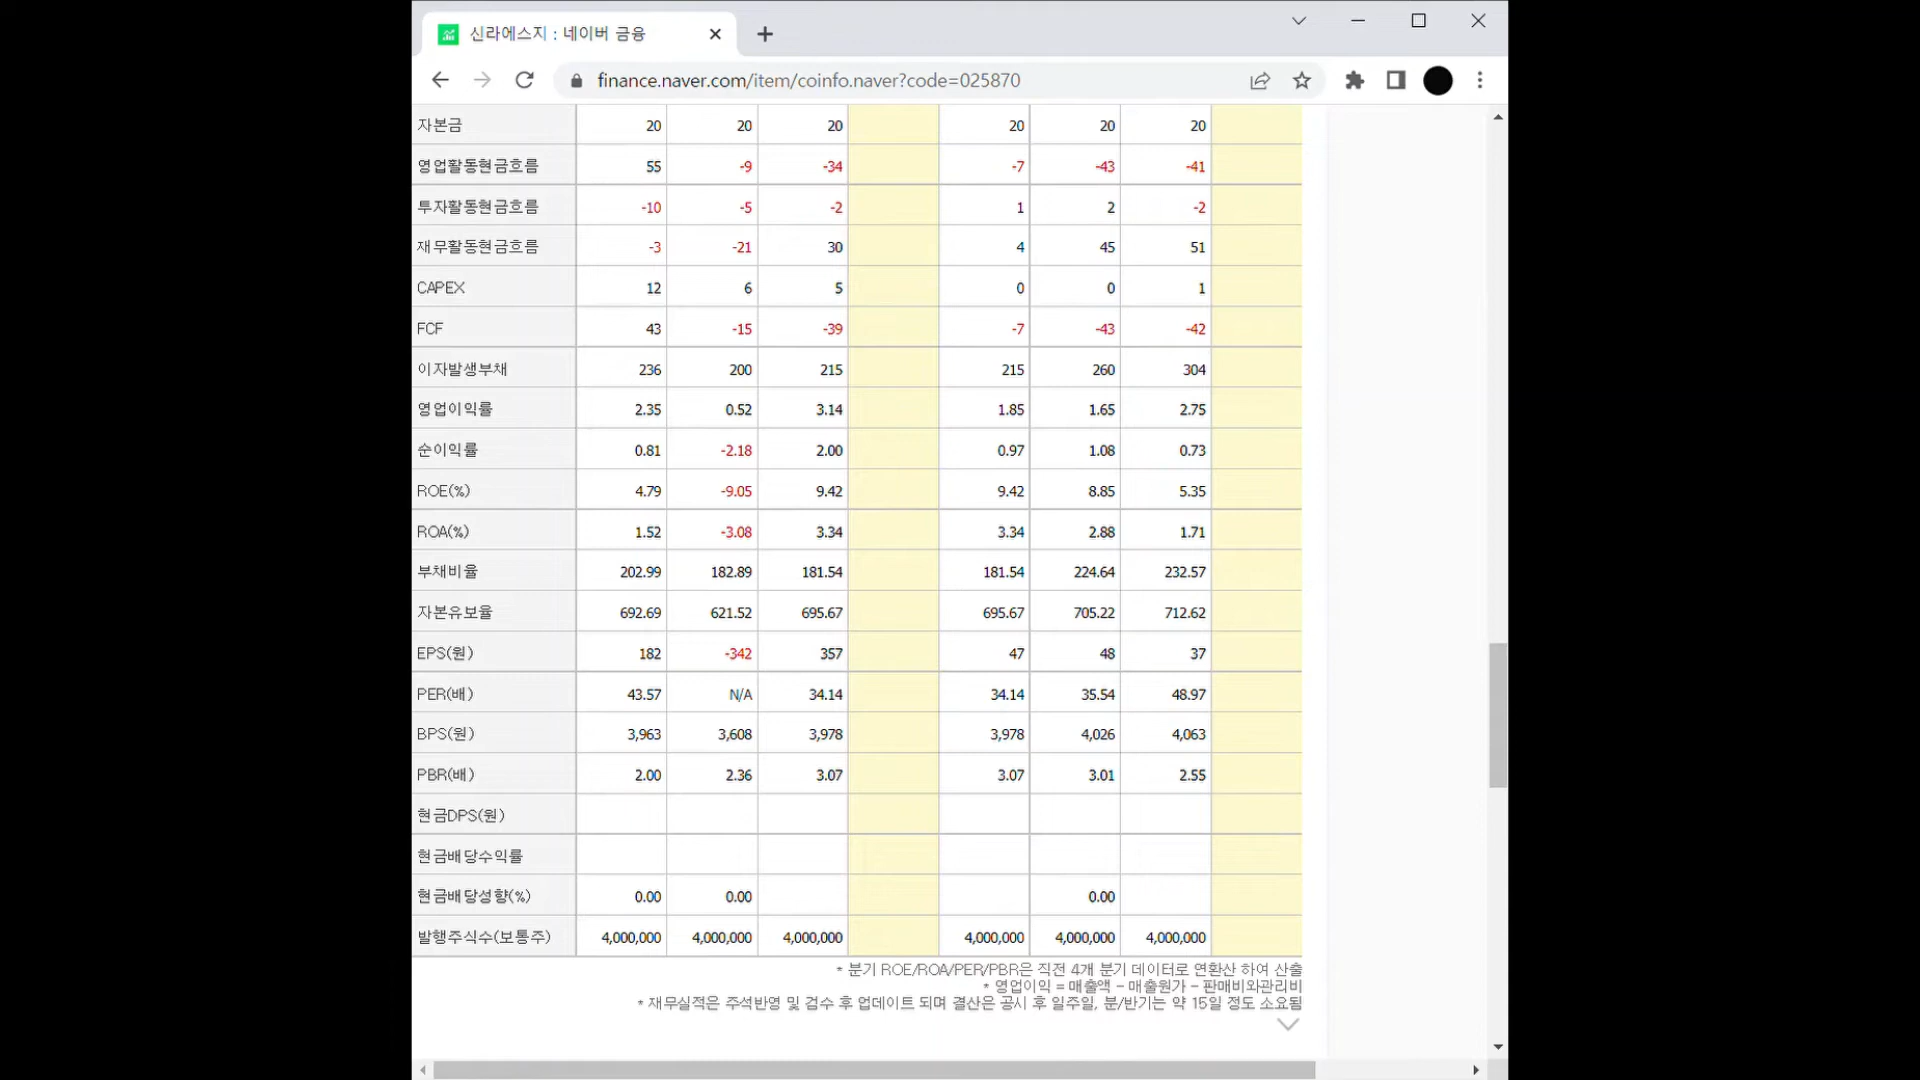 신라에스지 : 네이버 금융
finance.naver.com/item/coinfo.naver?code=025870
자본금 20 20 20 20 20 20
영업활동현금흐름 55 -9 -34 -7 -43 -41
투자활동현금흐름 -10 -5 -2 1 2 -2
재무활동현금흐름 -3 -21 30 4 45 51
CAPEX 12 6 5 0 0 1
FCF 43 -15 -39 -7 -43 -42
이자발생부채 236 200 215 215 260 304
영업이익률 2.35 0.52 3.14 1.85 1.65 2.75
순이익률 0.81 -2.18 2.00 0.97 1.08 0.73
ROE(%) 4.79 -9.05 9.42 9.42 8.85 5.35
ROA(%) 1.52 -3.08 3.34 3.34 2.88 1.71
부채비율 202.99 182.89 181.54 181.54 224.64 232.57
자본유보율 692.69 621.52 695.67 695.67 705.22 712.62
EPS(원) 182 -342 357 47 48 37
PER(배) 43.57 N/A 34.14 34.14 35.54 48.97
BPS(원) 3,963 3,608 3,978 3,978 4,026 4,063
PBR(배) 2.00 2.36 3.07 3.07 3.01 2.55
현금DPS(원)
현금배당수익률
현금배당성향(%) 0.00 0.00 0.00
발행주식수(보통주) 4,000,000 4,000,000 4,000,000 4,000,000 4,000,000 4,000,000
* 분기 ROE/ROA/PER/PBR은 직전 4개 분기 데이터로 연환산 하여 산출
* 영업이익 = 매출액 - 매출원가 - 판매비와관리비
* 재무실적은 주석반영 및 검수 후 업데이트 되며 결산은 공시 후 일주일, 분/반기는 약 15일 정도 소요됨